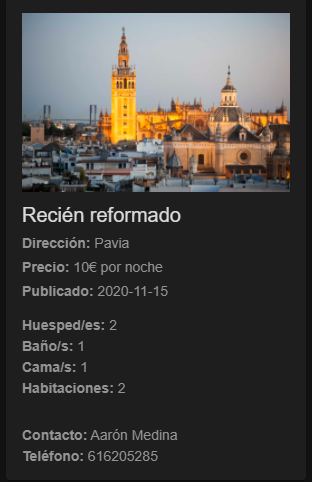 Recién reformado
Dirección: Pavia
Precio: 10€ por noche
Publicado: 2020-11-15
Huesped/es: 2
Baño/s: 1
Cama/s: 1
Habitaciones: 2
Contacto: Aarón Medina
Teléfono: 616205285